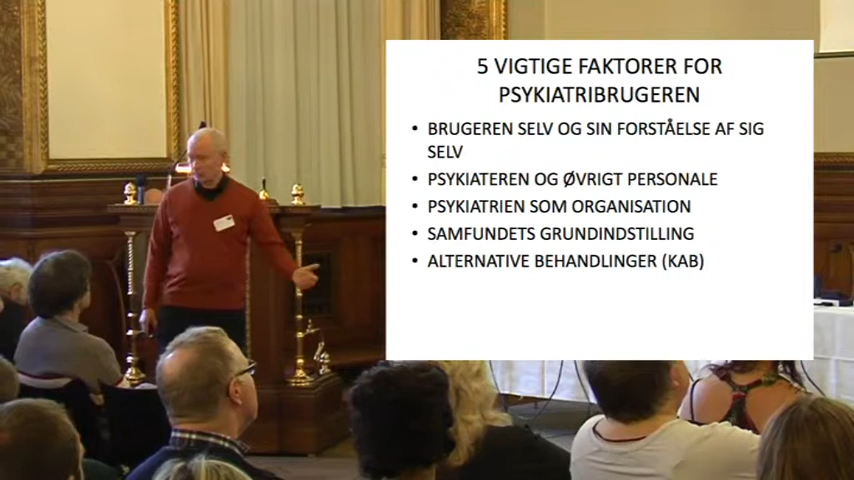 5 VIGTIGE FAKTORER FOR
PSYKIATRIBRUGEREN
• BRUGEREN SELV OG SIN FORSTÅELSE AF SIG
SELV
• PSYKIATEREN OG ØVRIGT PERSONALE
• PSYKIATRIEN SOM ORGANISATION
• SAMFUNDETS GRUNDINDSTILLING
• ALTERNATIVE BEHANDLINGER (KAB)